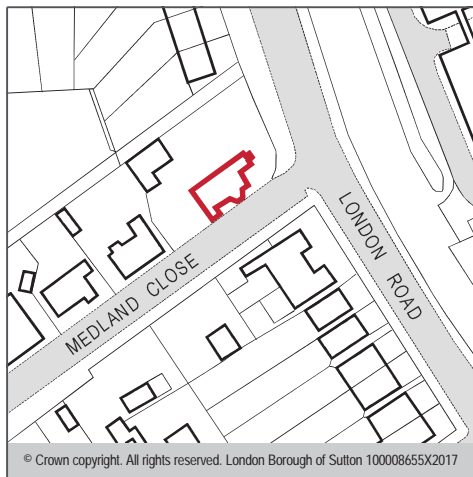 MEDLAND CLOSE
LONDON ROAD
© Crown copyright. All rights reserved. London Borough of Sutton 100008655X2017